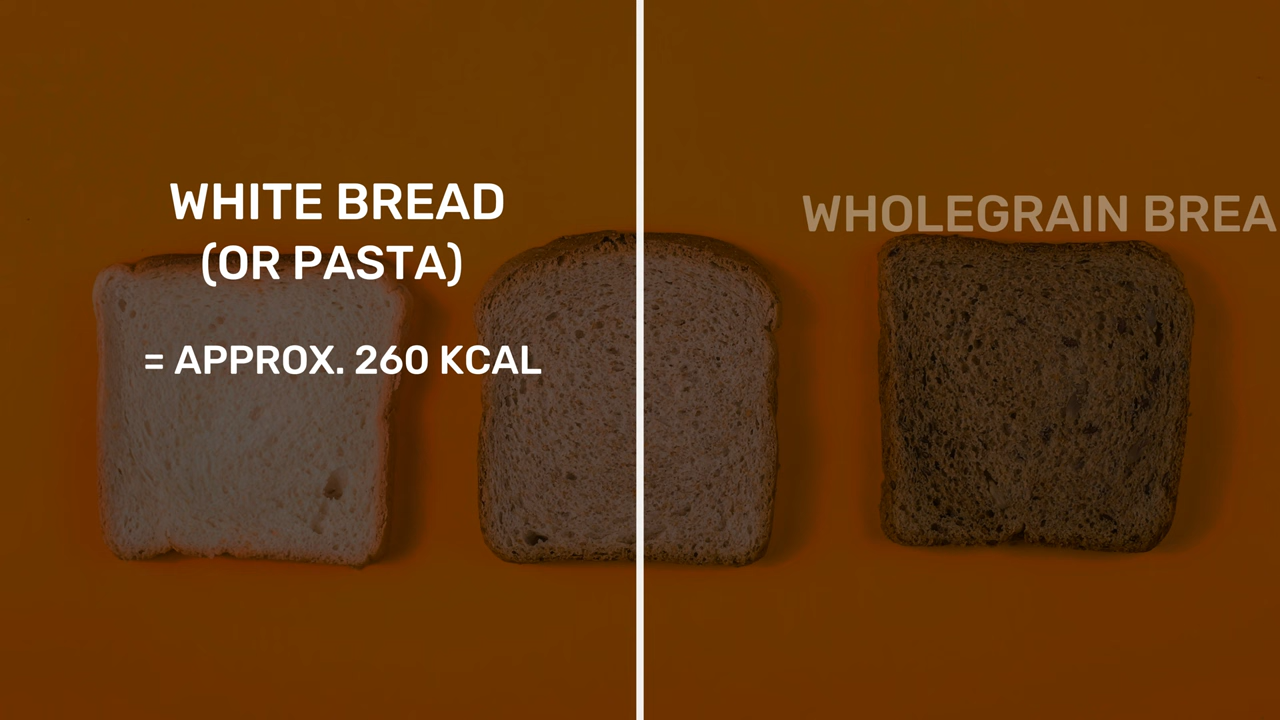 WHITE BREAD
(OR PASTA)
= APPROX. 260 KCAL
WHOLEGRAIN BREA